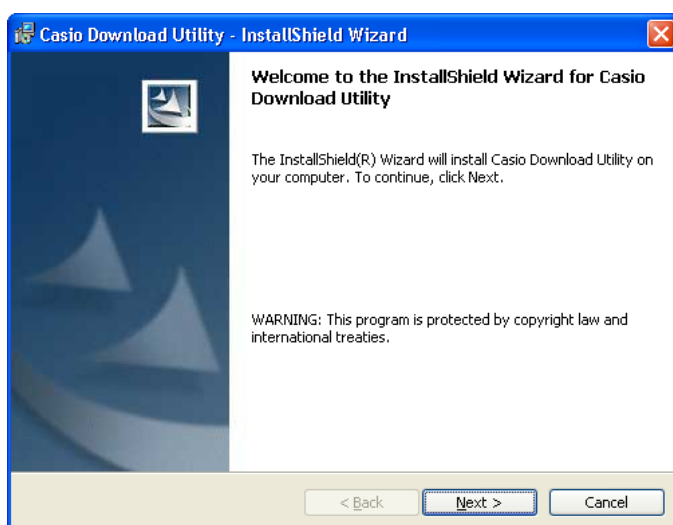 Casio Download Utility - InstallShield Wizard
Welcome to the InstallShield Wizard for Casio
Download Utility
The InstallShield(R) Wizard will install Casio Download Utility on
your computer. To continue, click Next.
WARNING: This program is protected by copyright law and
international treaties.
< Back
Next >
Cancel